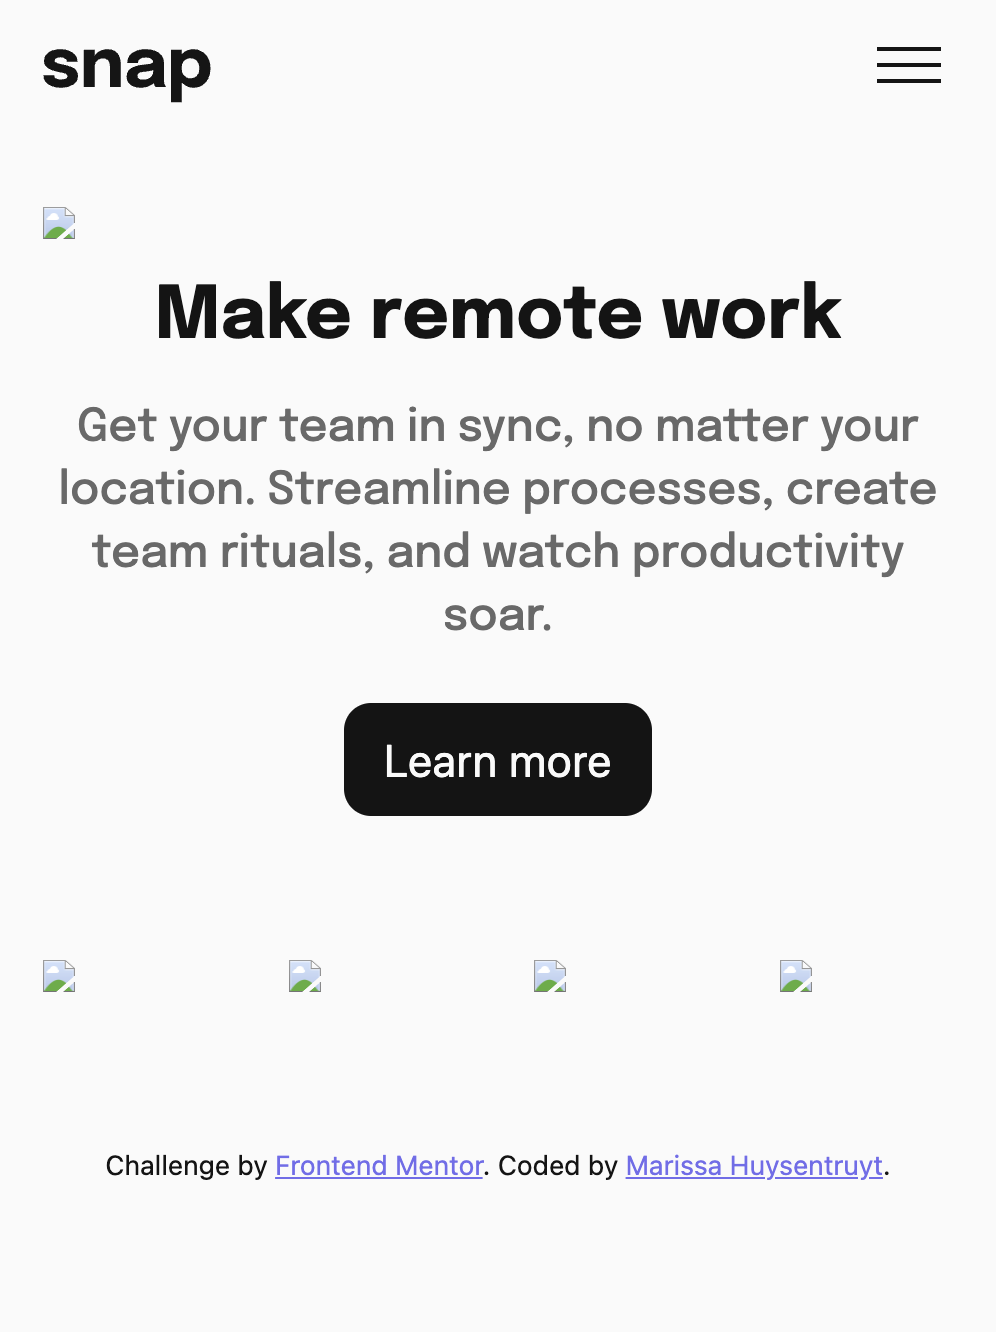 snap
Make remote work
Get your team in sync, no matter your
location. Streamline processes, create
team rituals, and watch productivity
soar.
Learn more
Challenge by Frontend Mentor. Coded by Marissa Huysentruyt.